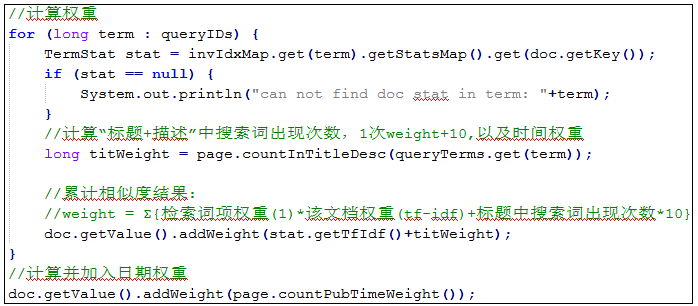 //计算权重
for (long term : queryIDs) {
TermStat stat = invIdxMap.get(term).getStatsMap().get(doc.getKey());
if (stat == null) {
System.out.println("can not find doc stat in term: "+term);
}
//计算“标题+描述”中搜索词出现次数，1次weight+10,以及时间权重
long titWeight = page.countInTitleDesc(queryTerms.get(term));
//累计相似度结果：
//weight = Σ{检索词项权重(1)*该文档权重(tf-idf)+标题中搜索词出现次数*10}
doc.getValue().addWeight(stat.getTfIdf()+titWeight);
}
//计算并加入日期权重
doc.getValue().addWeight(page.countPubTimeWeight());